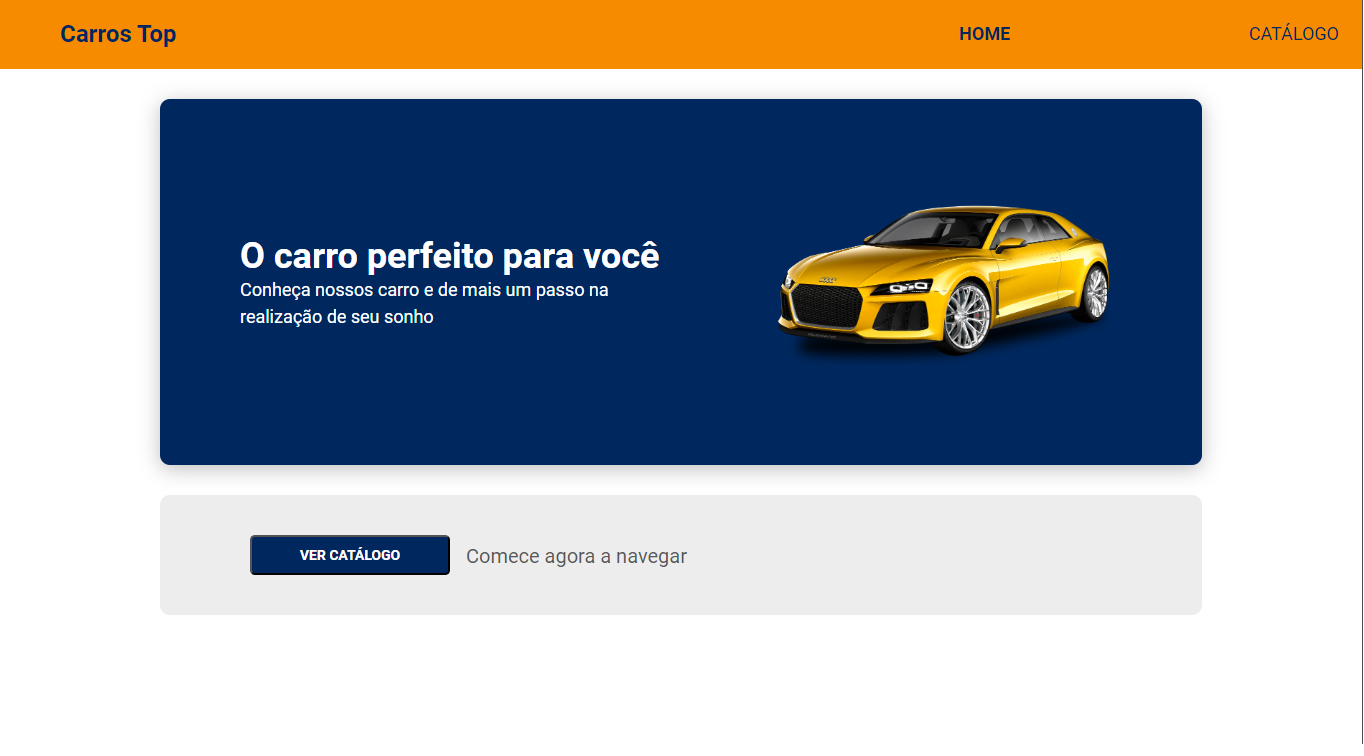 Carros Top
HOME
CATÁLOGO
O carro perfeito para você
Conheça nossos carro e de mais um passo na
realização de seu sonho
VER CATÁLOGO
Comece agora a navegar